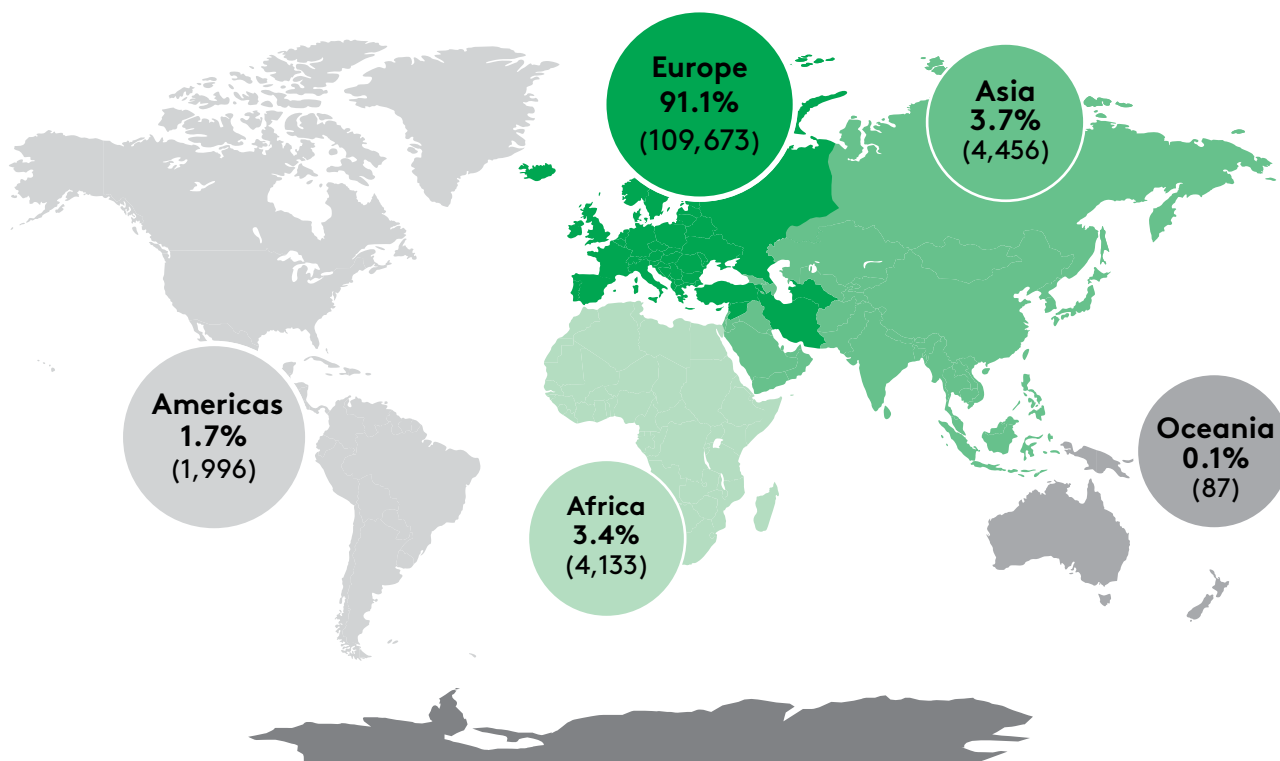 Europe
91.1%
(109,673)
Asia
3.7%
(4,456)
Americas
1.7%
(1,996)
Africa
3.4%
(4,133)
Oceania
0.1%
(87)